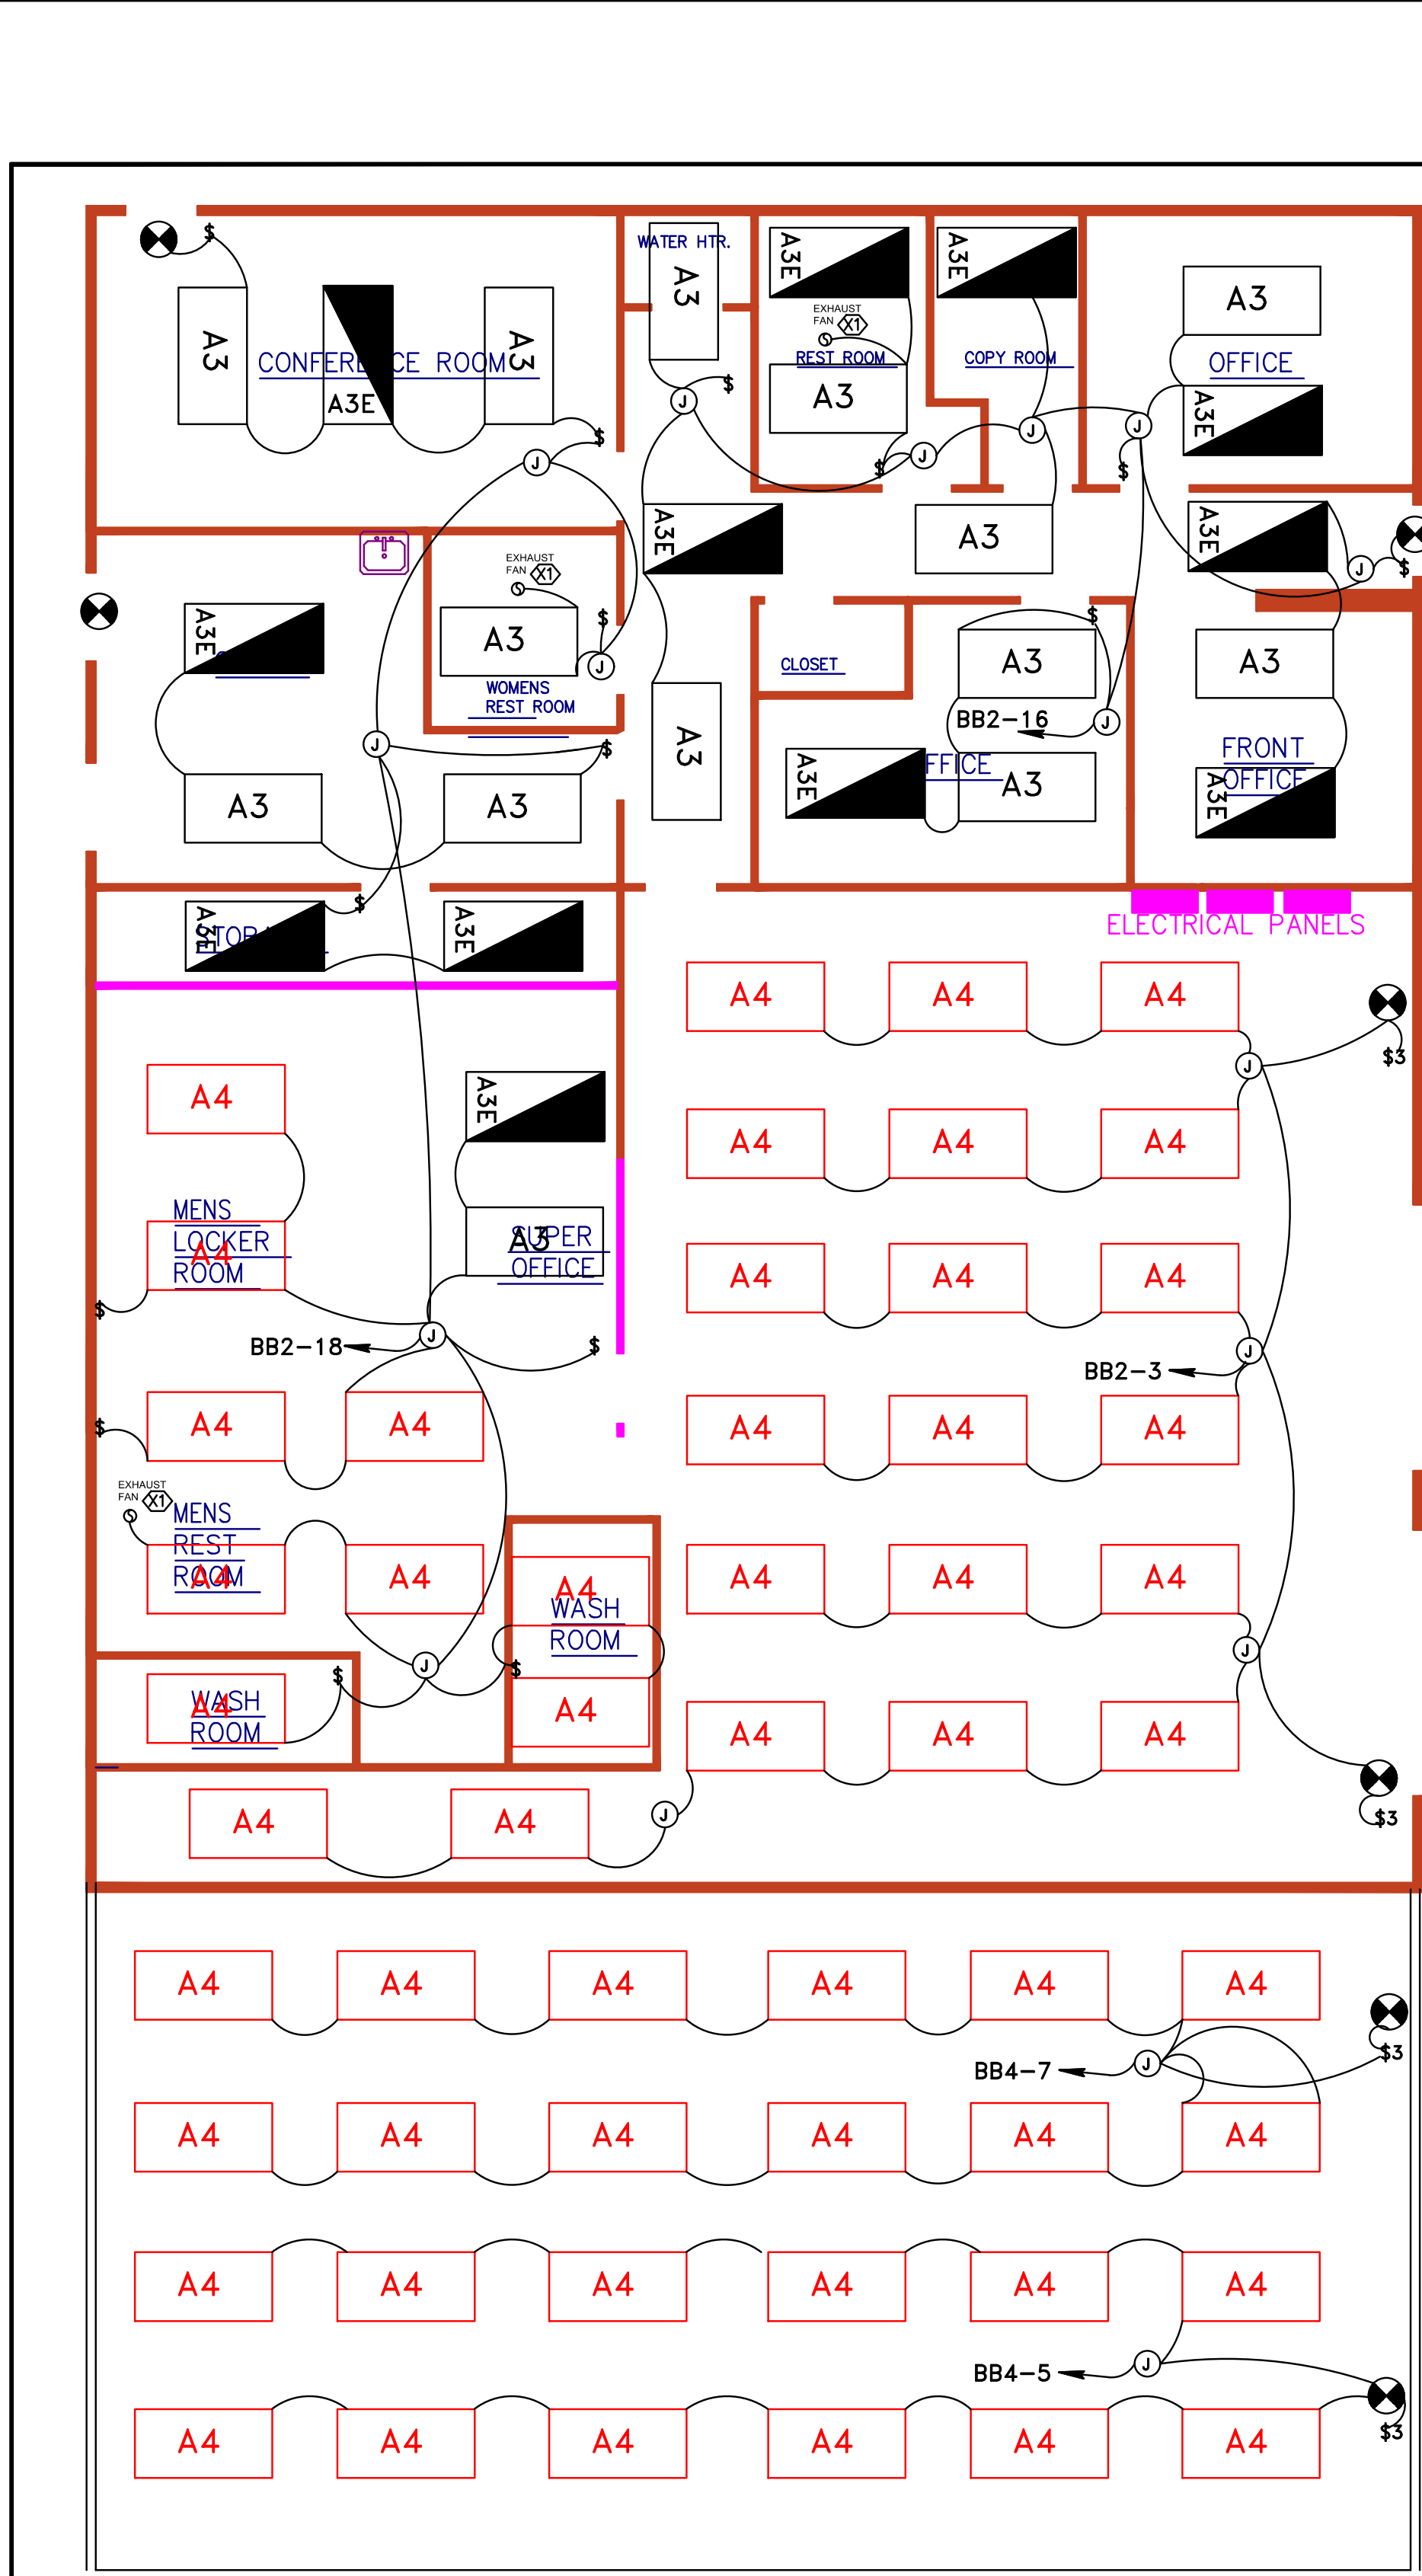 $
WATER HTR.
A3E
A3E
A3
A3
A3
EXHAUST
FAN X1
A3
CONFERENCE ROOM
A3
REST ROOM
COPY ROOM
OFFICE
$
A3
A3E
A3E
$
J
J
J
J
$
J
$
$
A3E
A3
A3E
EXHAUST
FAN X1
J
$
A3E
$
$
A3
J
CLOSET
A3
A3
WOMENS
REST ROOM
BB2-16
J
J
$
A3
FRONT
OFFICE
A3E
FFICE
A3
A3E
A3
A3
$
A3E
A3E
ELECTRICAL PANELS
A4
A4
A4
$3
J
A4
A3E
A4
A4
A4
MENS
LOCKER
ROOM
A4
A3
SUPER
OFFICE
A4
A4
A4
$
BB2-18
J
$
J
BB2-3
$
A4
A4
A4
A4
A4
EXHAUST
FAN X1
MENS
REST
ROOM
A4
A4
A4
WASH
ROOM
A4
A4
A4
J
$
$
J
WASH
ROOM
A4
A4
A4
A4
A4
A4
A4
J
$3
A4
A4
A4
A4
A4
A4
BB4-7
J
$3
A4
A4
A4
A4
A4
A4
A4
A4
A4
A4
A4
A4
BB4-5
J
$3
A4
A4
A4
A4
A4
A4